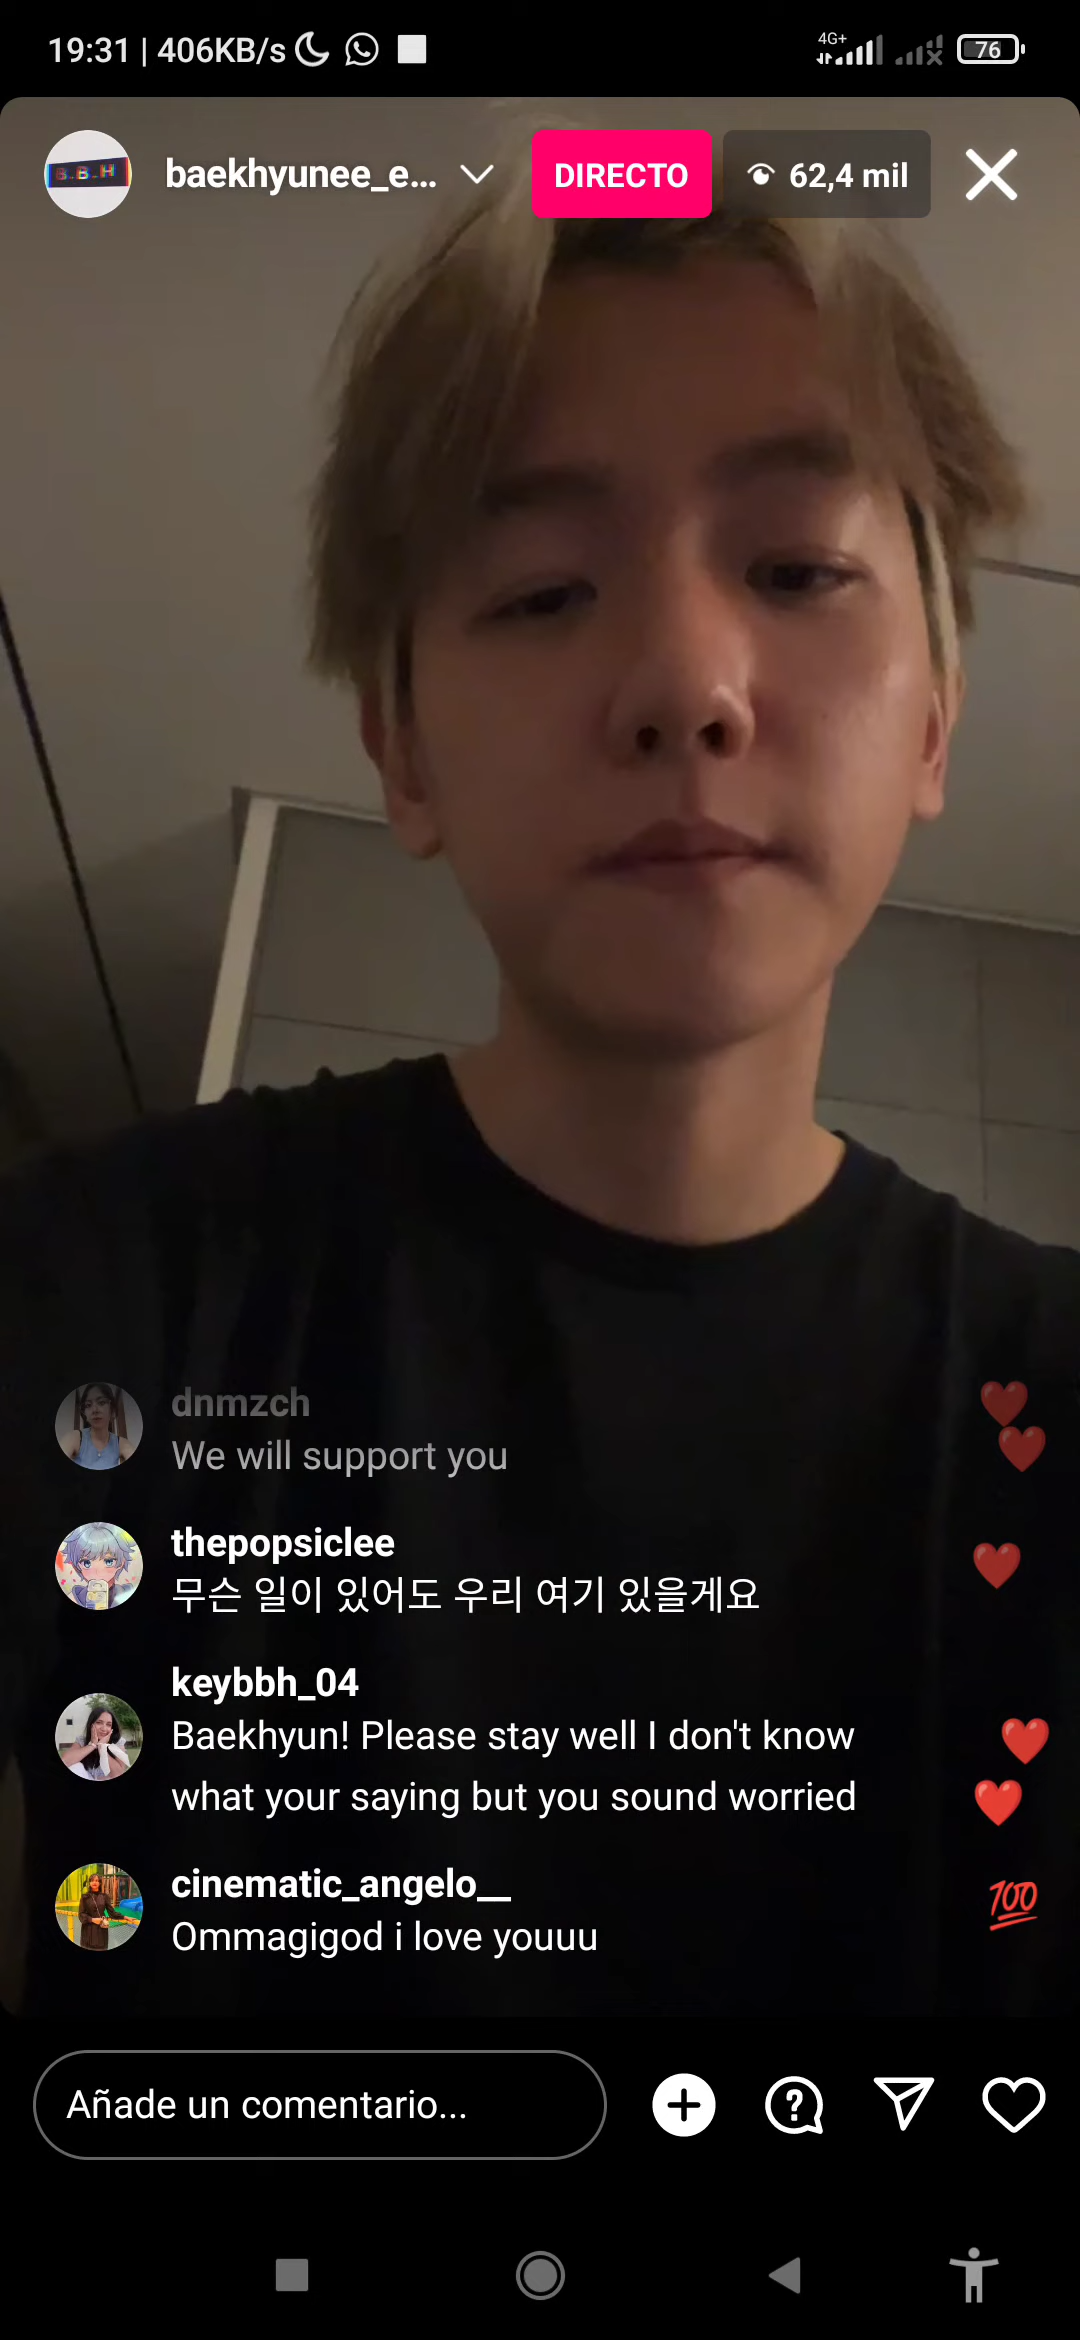 19:31 | 406KB/s
4G+
76
B.B.H
baekhyunee_e...
DIRECTO
62,4 mil
dnmzch
We will support you
thepopsiclee
무슨 일이 있어도 우리 여기 있을게요
keybbh_04
Baekhyun! Please stay well I don't know
what your saying but you sound worried
cinematic_angelo__
Ommagigod i love youuu
100
Añade un comentario...